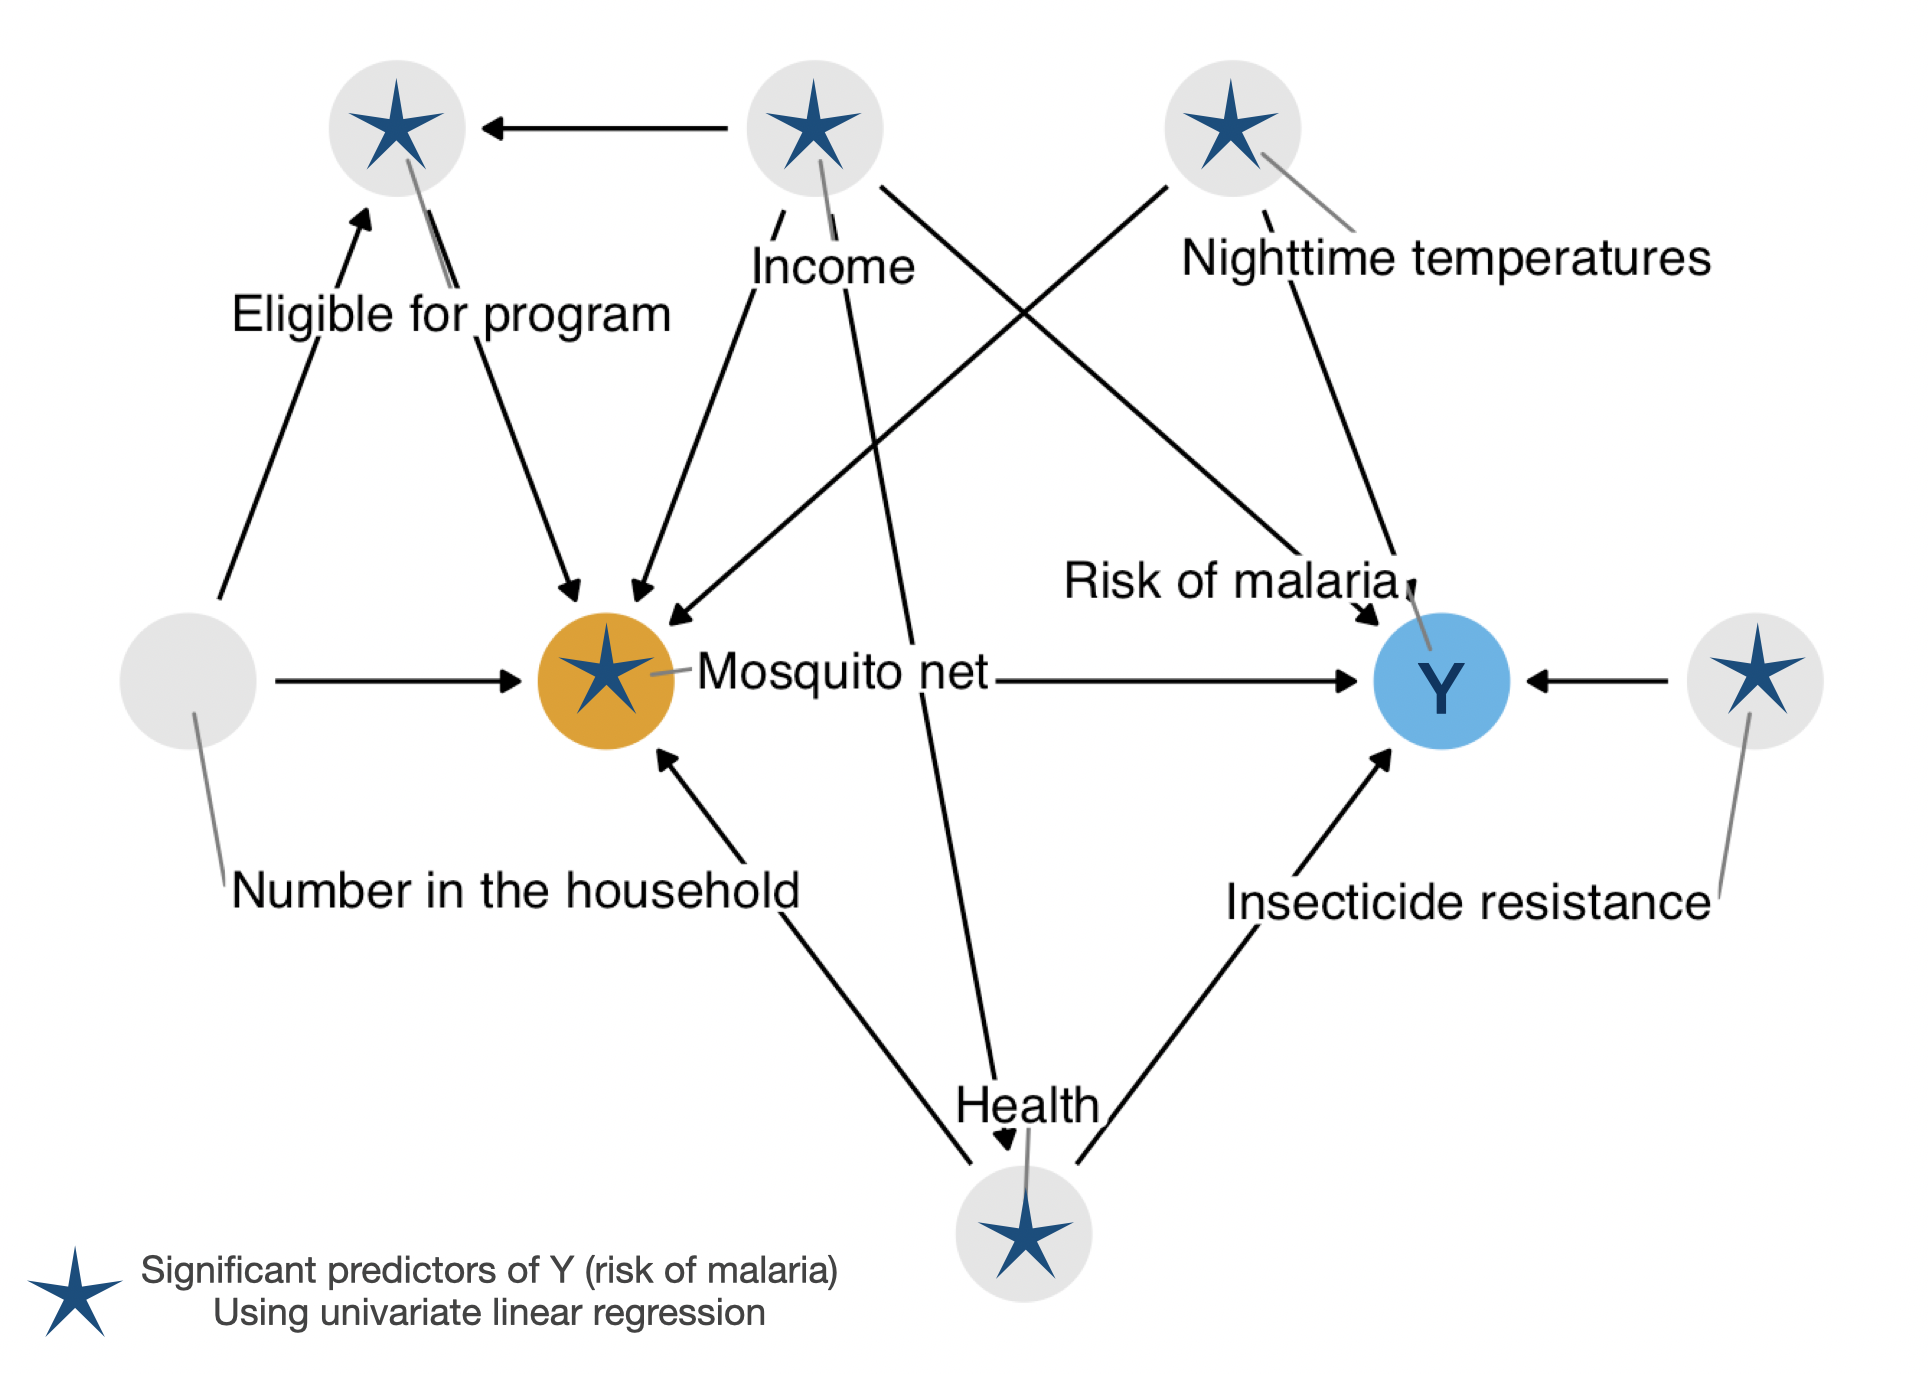 Income
Nighttime temperatures
Eligible for program
Risk of malaria
Mosquito net
Y
Number in the household
Insecticide resistance
Health
Significant predictors of Y (risk of malaria)
Using univariate linear regression